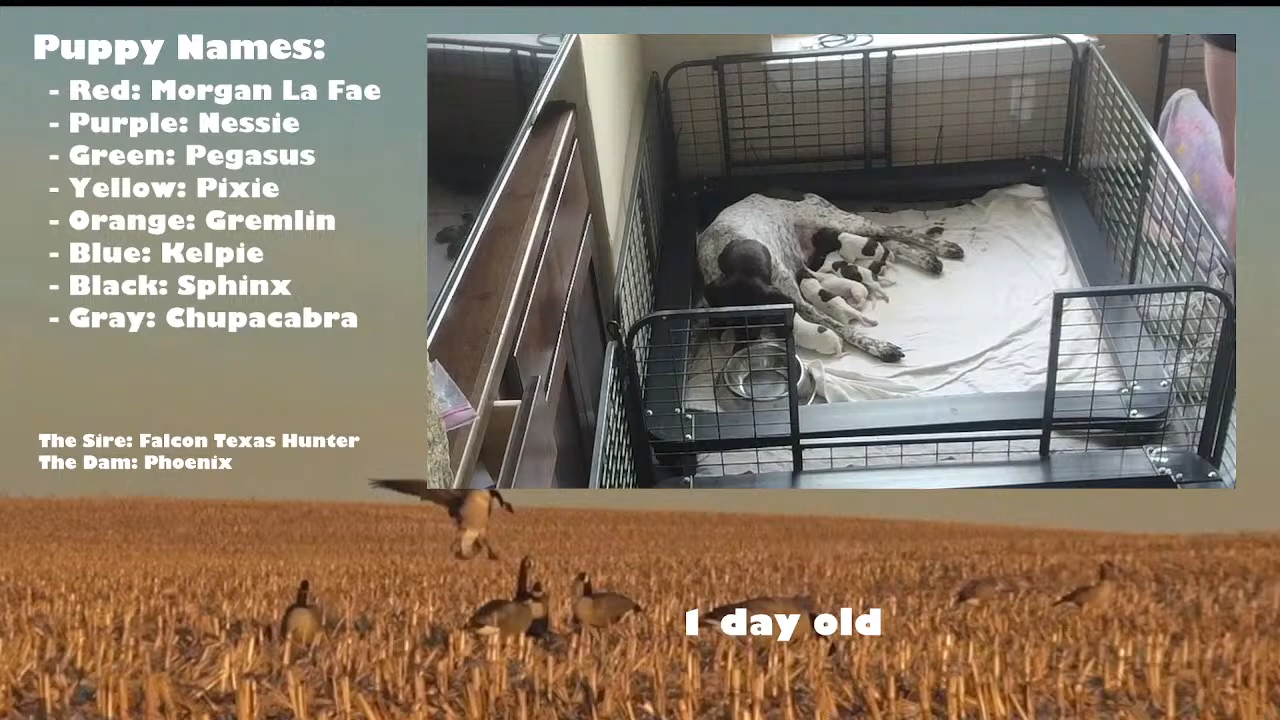 Puppy Names:
- Red: Morgan La Fae
- Purple: Nessie
- Green: Pegasus
- Yellow: Pixie
- Orange: Gremlin
- Blue: Kelpie
- Black: Sphinx
- Gray: Chupacabra
The Sire: Falcon Texas Hunter
The Dam: Phoenix
1 day old